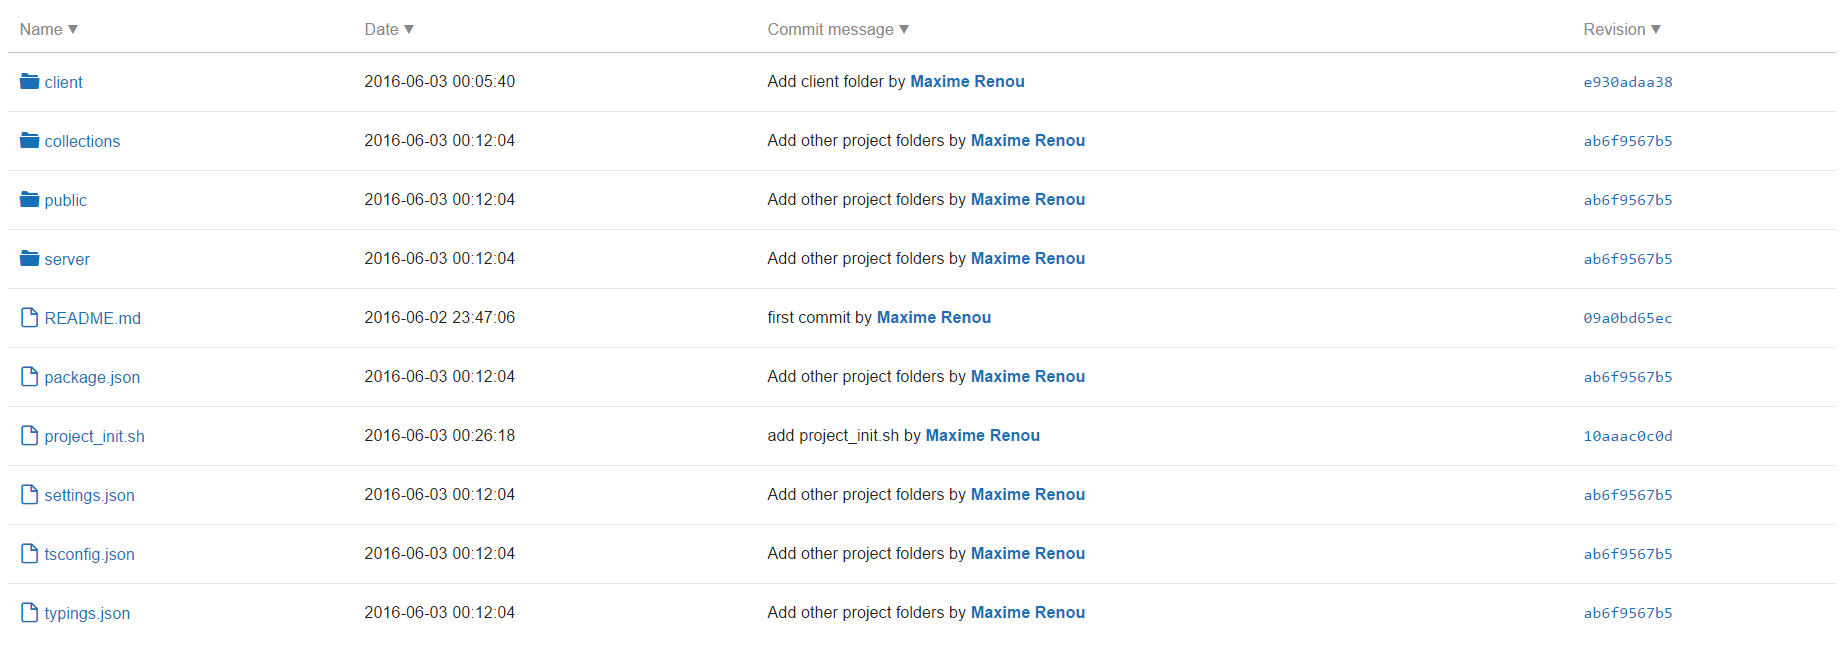 Name ▼ Date ▼ Commit message ▼ Revision ▼
client 2016-06-03 00:05:40 Add client folder by Maxime Renou e930adaa38
collections 2016-06-03 00:12:04 Add other project folders by Maxime Renou ab6f9567b5
public 2016-06-03 00:12:04 Add other project folders by Maxime Renou ab6f9567b5
server 2016-06-03 00:12:04 Add other project folders by Maxime Renou ab6f9567b5
README.md 2016-06-02 23:47:06 first commit by Maxime Renou 09a0bd65ec
package.json 2016-06-03 00:12:04 Add other project folders by Maxime Renou ab6f9567b5
project_init.sh 2016-06-03 00:26:18 add project_init.sh by Maxime Renou 10aaac0c0d
settings.json 2016-06-03 00:12:04 Add other project folders by Maxime Renou ab6f9567b5
tsconfig.json 2016-06-03 00:12:04 Add other project folders by Maxime Renou ab6f9567b5
typings.json 2016-06-03 00:12:04 Add other project folders by Maxime Renou ab6f9567b5